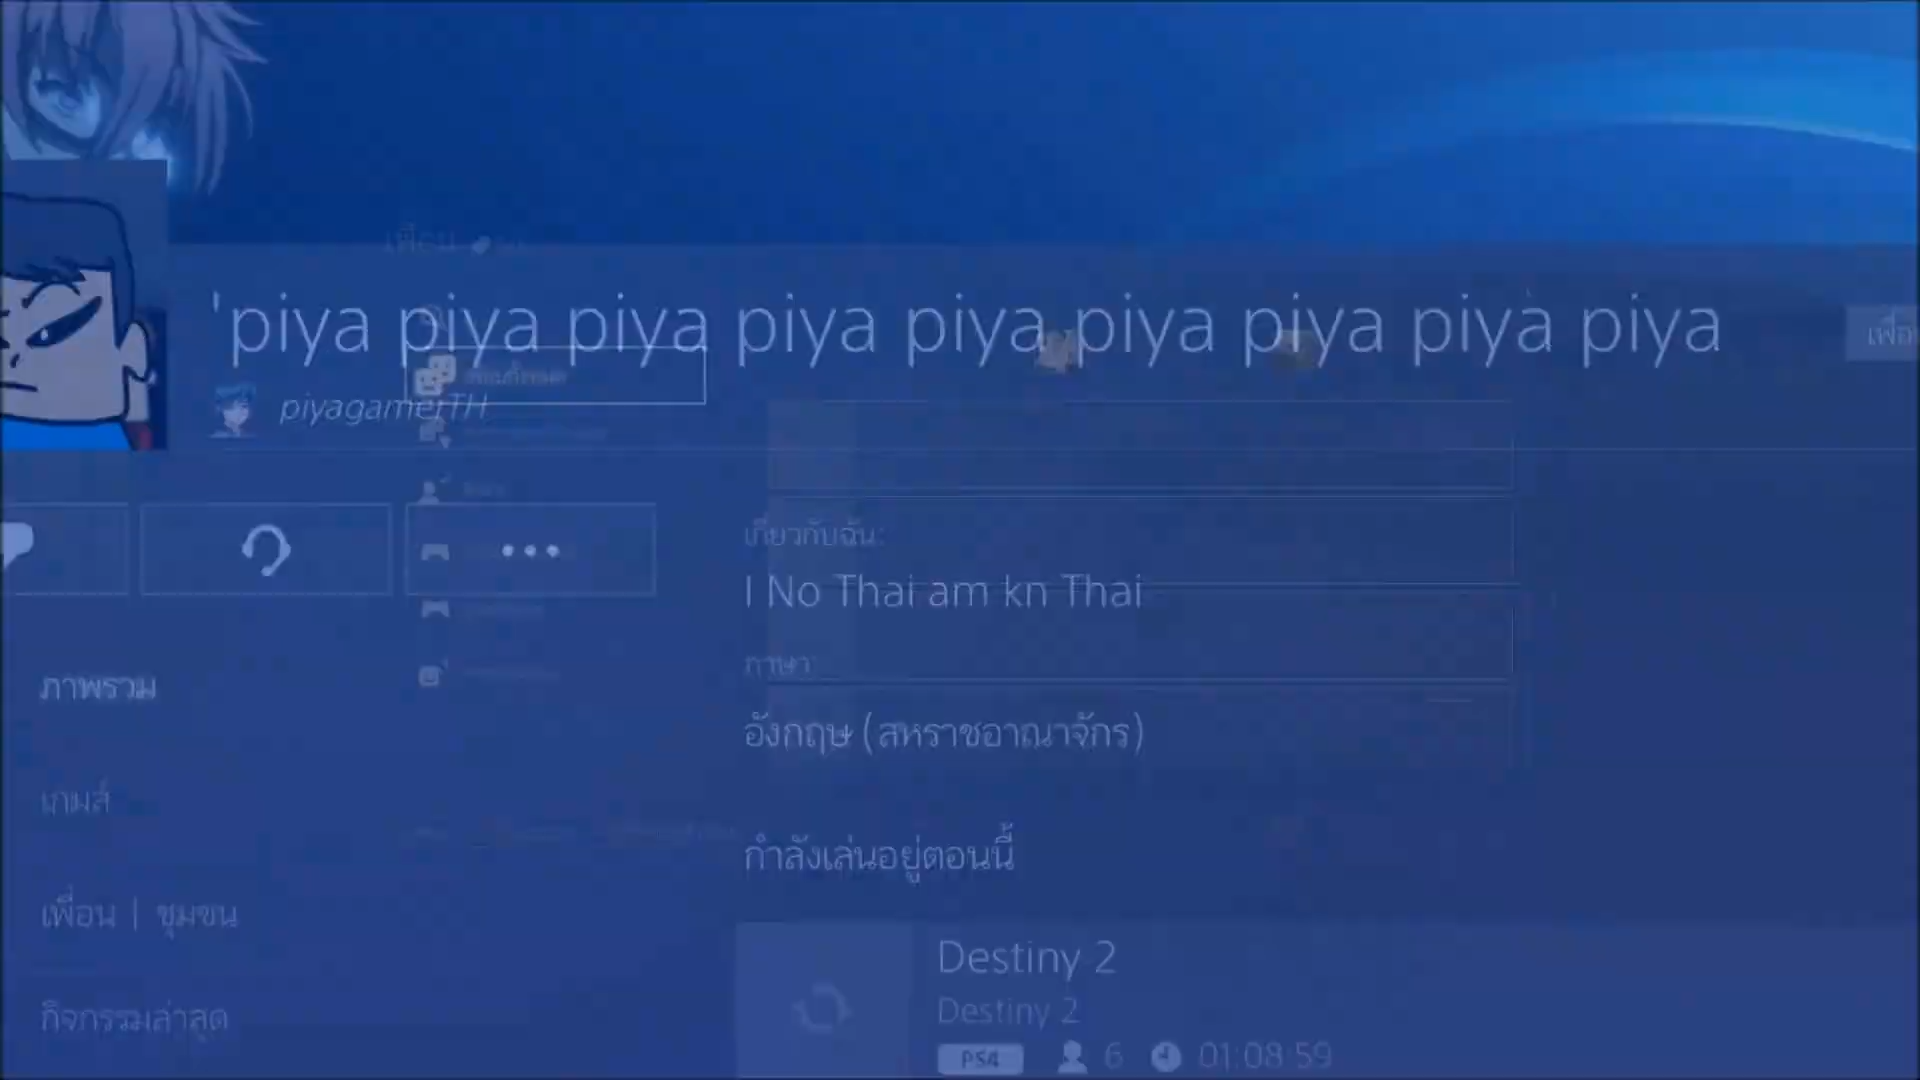 เพื่อน
'piya piya piya piya piya piya piya piya piya
piyagamerTH
เกี่ยวกับฉัน:
I No Thai am kn Thai
ภาษา:
อังกฤษ (สหราชอาณาจักร)
ภาพรวม
เกมส์
เพื่อน | ชุมชน
กิจกรรมล่าสุด
กำลังเล่นอยู่ตอนนี้
Destiny 2
Destiny 2
PS4 6 01:08:59